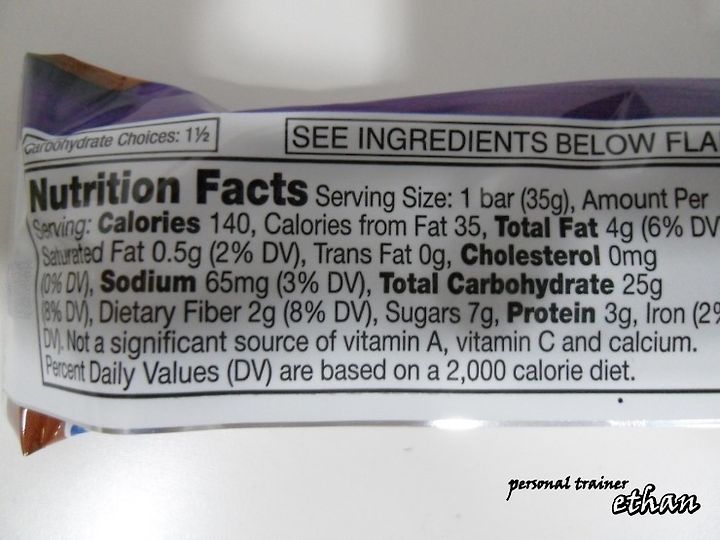 Carbohydrate Choices: 1½
SEE INGREDIENTS BELOW FLA
Nutrition Facts Serving Size: 1 bar (35g), Amount Per
Serving: Calories 140, Calories from Fat 35, Total Fat 4g (6% DV
Saturated Fat 0.5g (2% DV), Trans Fat 0g, Cholesterol 0mg
(0% DV), Sodium 65mg (3% DV), Total Carbohydrate 25g
(8% DV), Dietary Fiber 2g (8% DV), Sugars 7g, Protein 3g, Iron (2%
DV). Not a significant source of vitamin A, vitamin C and calcium.
Percent Daily Values (DV) are based on a 2,000 calorie diet.
personal trainer
ethan